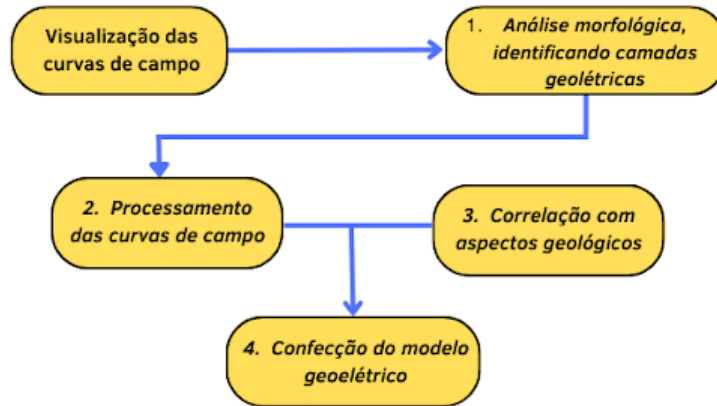 Visualização das
curvas de campo
1. Análise morfológica,
identificando camadas
geolétricas
2. Processamento
das curvas de campo
3. Correlação com
aspectos geológicos
4. Confecção do modelo
geoelétrico